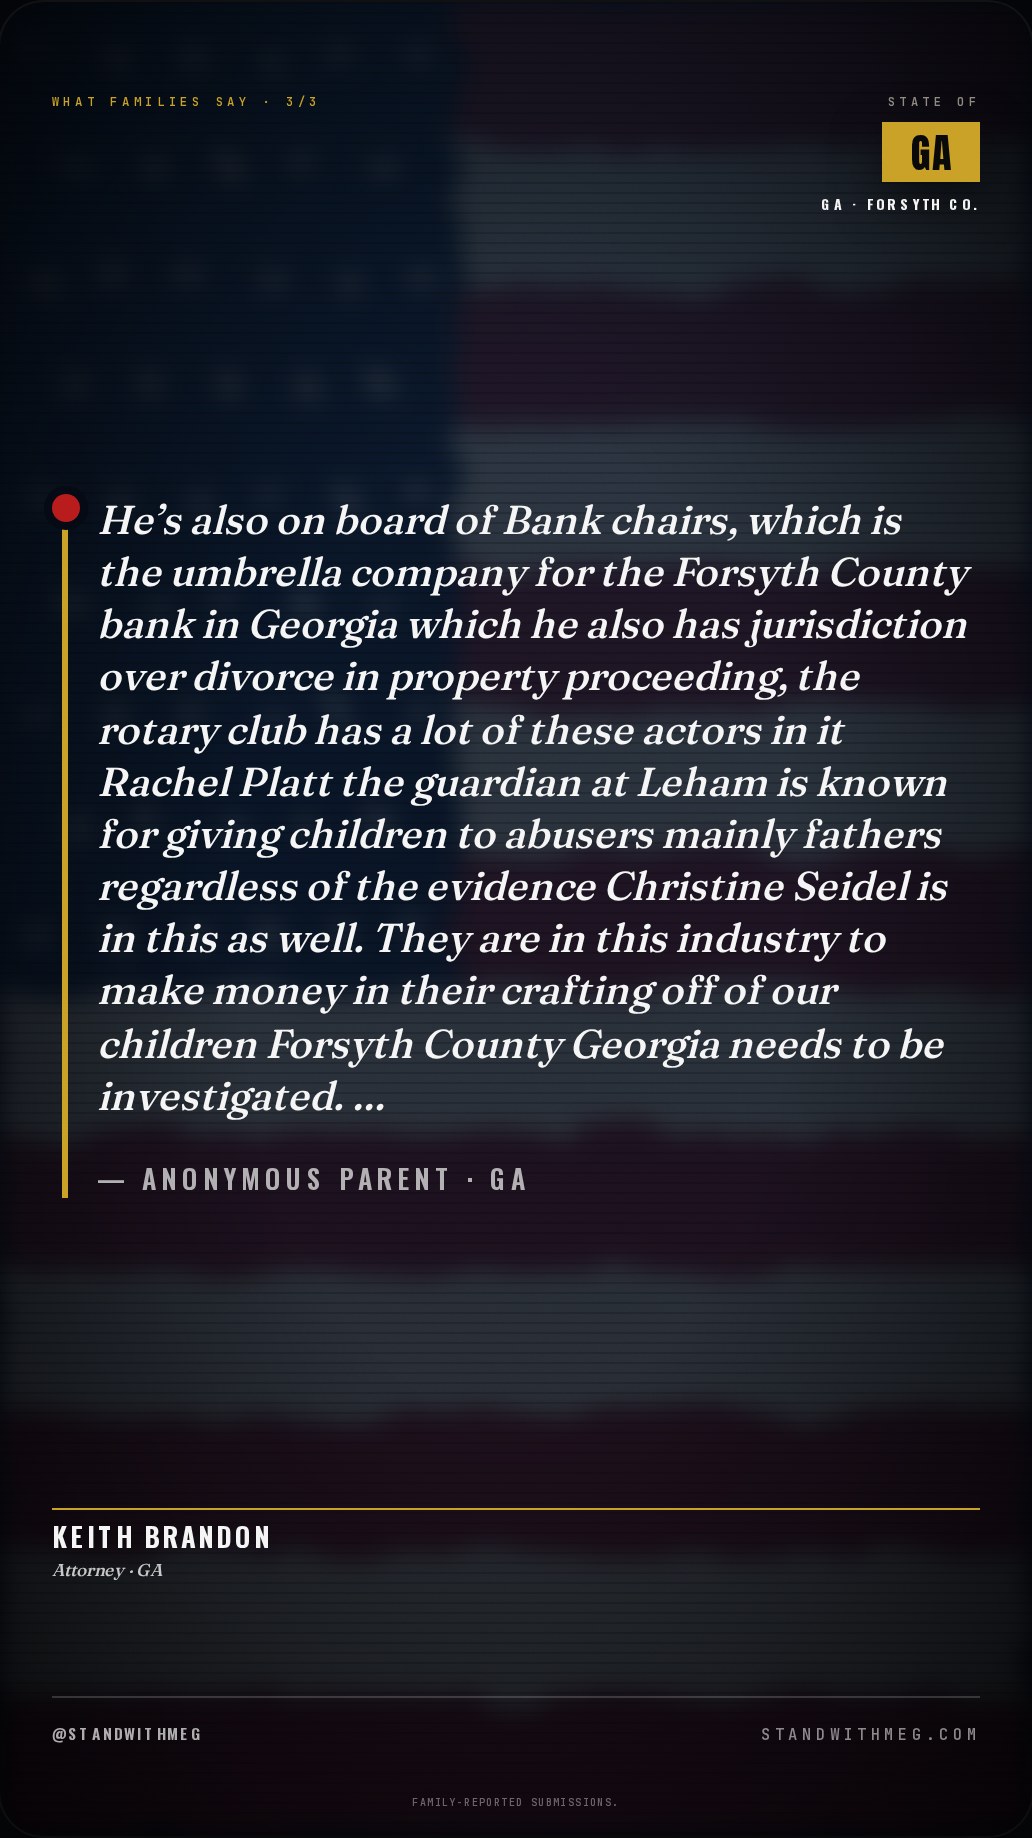 WHAT FAMILIES SAY · 3/3
STATE OF
GA
GA · FORSYTH CO.
He’s also on board of Bank chairs, which is
the umbrella company for the Forsyth County
bank in Georgia which he also has jurisdiction
over divorce in property proceeding, the
rotary club has a lot of these actors in it
Rachel Platt the guardian at Leham is known
for giving children to abusers mainly fathers
regardless of the evidence Christine Seidel is
in this as well. They are in this industry to
make money in their crafting off of our
children Forsyth County Georgia needs to be
investigated. ...
— ANONYMOUS PARENT · GA
KEITH BRANDON
Attorney · GA
@STANDWITHMEG
STANDWITHMEG.COM
FAMILY-REPORTED SUBMISSIONS.